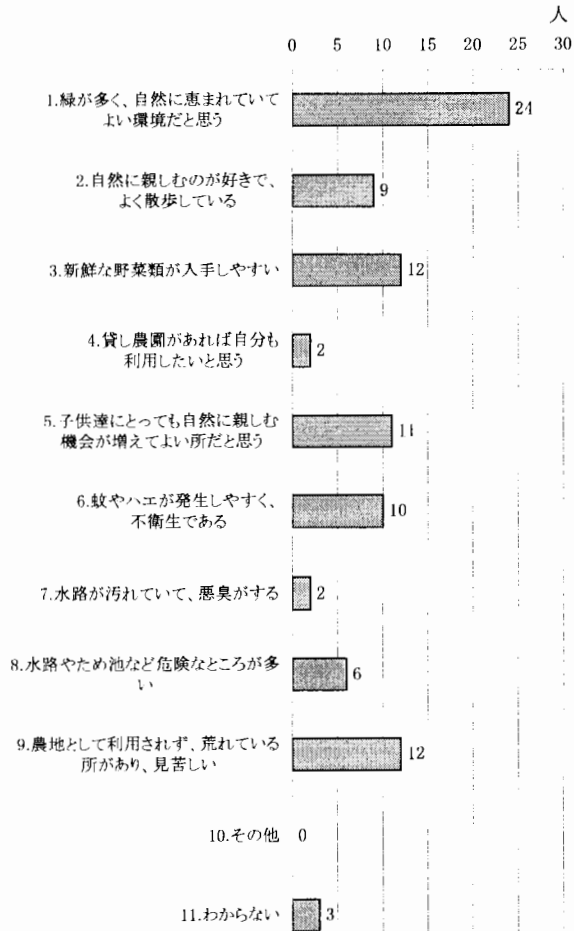 人
0 5 10 15 20 25 30
1.緑が多く、自然に恵まれていて
よい環境だと思う
24
2.自然に親しむのが好きで、
よく散歩している
9
3.新鮮な野菜類が入手しやすい
12
4.貸し農園があれば自分も
利用したいと思う
2
5.子供達にとっても自然に親しむ
機会が増えてよい所だと思う
11
6.蚊やハエが発生しやすく、
不衛生である
10
7.水路が汚れていて、悪臭がする
2
8.水路やため池など危険なところが多
い
6
9.農地として利用されず、荒れている
所があり、見苦しい
12
10.その他 0
11.わからない
3